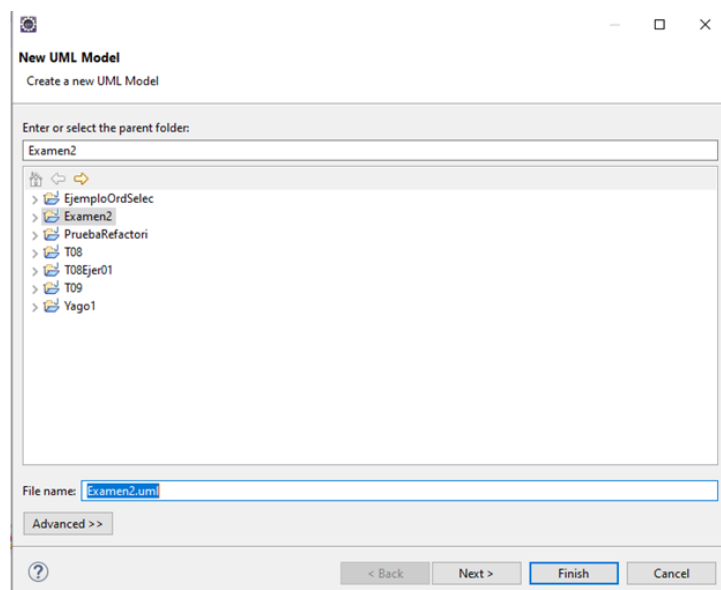 New UML Model
Create a new UML Model
Enter or select the parent folder:
Examen2
EjemploOrdSelec
Examen2
PruebaRefactori
T08
T08Ejer01
T09
Yago1
File name: Examen2.uml
Advanced >>
< Back Next > Finish Cancel